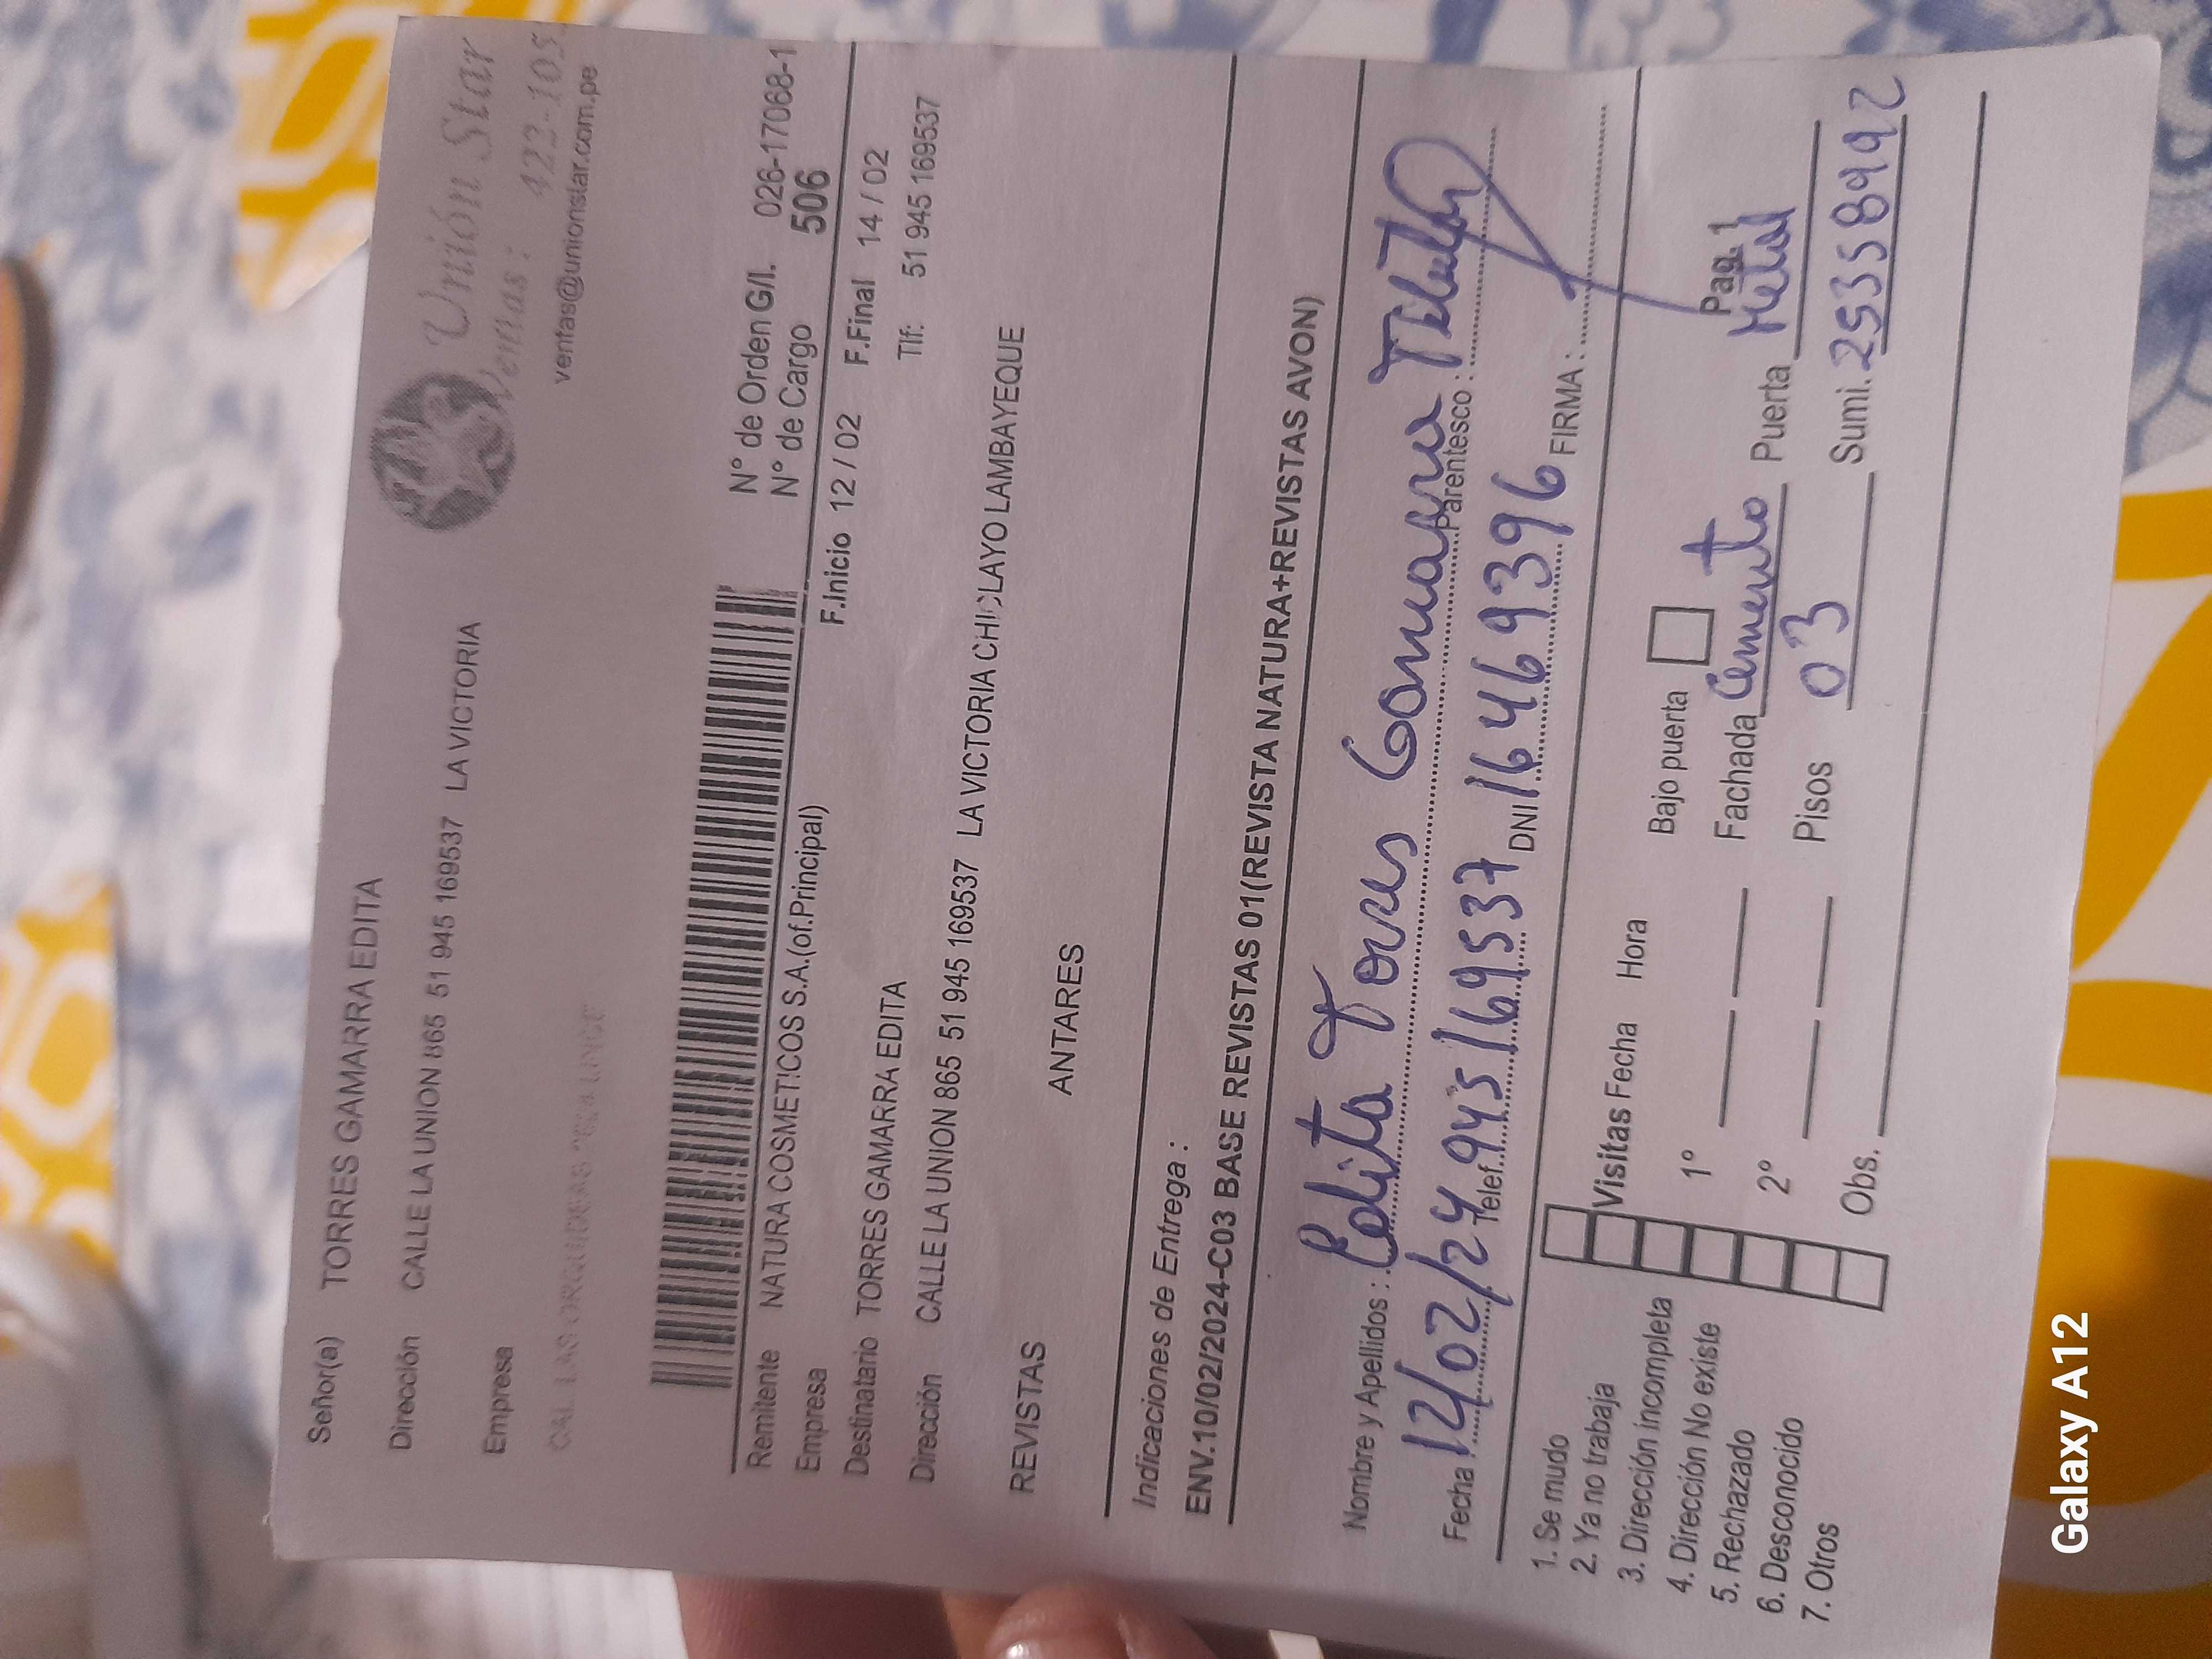 Señor(a) TORRES GAMARRA EDITA
Dirección CALLE LA UNION 865 51 945 169537 LA VICTORIA
Empresa
Unión Star
Ventas: 422-105
ventas@unionstar.com.pe
N° de Orden G/I. 026-17068-1
N° de Cargo 506
Remitente NATURA COSMETICOS S.A.(of.Principal)
Empresa
F.Inicio 12 / 02 F.Final 14 / 02
Destinatario TORRES GAMARRA EDITA Tlf: 51 945 169537
Dirección CALLE LA UNION 865 51 945 169537 LA VICTORIA CHICLAYO LAMBAYEQUE
REVISTAS ANTARES
Indicaciones de Entrega :
ENV.10/02/2024-C03 BASE REVISTAS 01(REVISTA NATURA+REVISTAS AVON)
Nombre y Apellidos : Edita Torres Gamarra Parentesco : Titular
Fecha : 14/02/24 Telef. 945169537 DNI 16469396 FIRMA :
1. Se mudo
2. Ya no trabaja
3. Dirección incompleta
4. Dirección No existe
5. Rechazado
6. Desconocido
7. Otros
Visitas Fecha Hora
1°
2°
Obs.
Bajo puerta
Pag. 1
Fachada Cemento Puerta Metal
Pisos 03 Sumi. 25358992
Galaxy A12